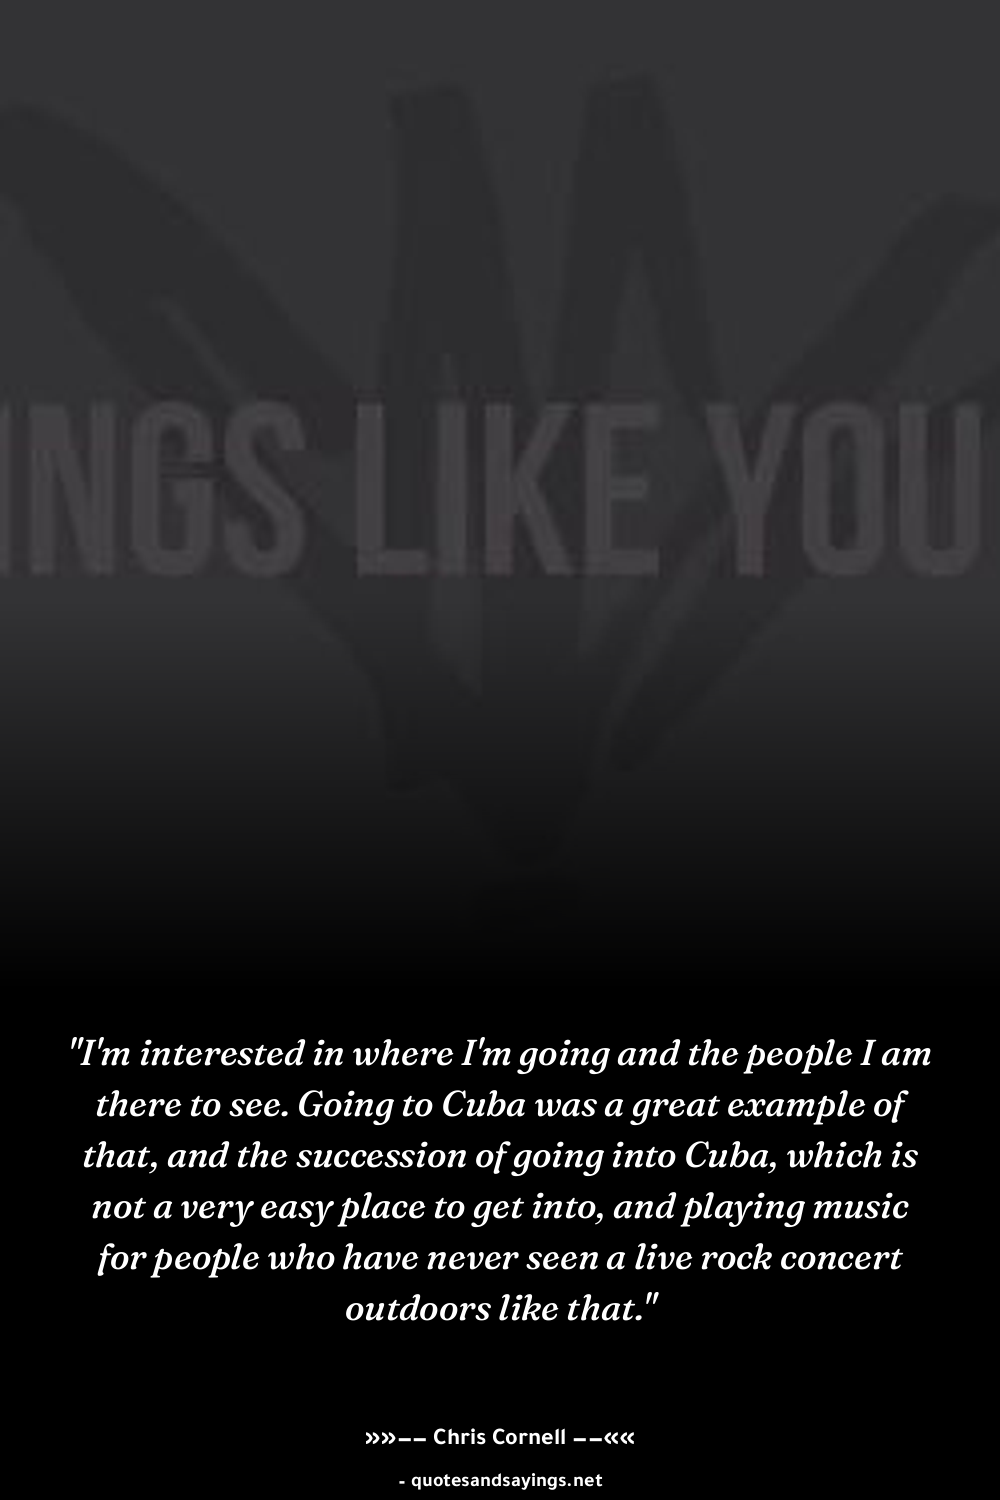 INGS LIKE YOU
"I'm interested in where I'm going and the people I am
there to see. Going to Cuba was a great example of
that, and the succession of going into Cuba, which is
not a very easy place to get into, and playing music
for people who have never seen a live rock concert
outdoors like that."
»»−− Chris Cornell −−««
- quotesandsayings.net